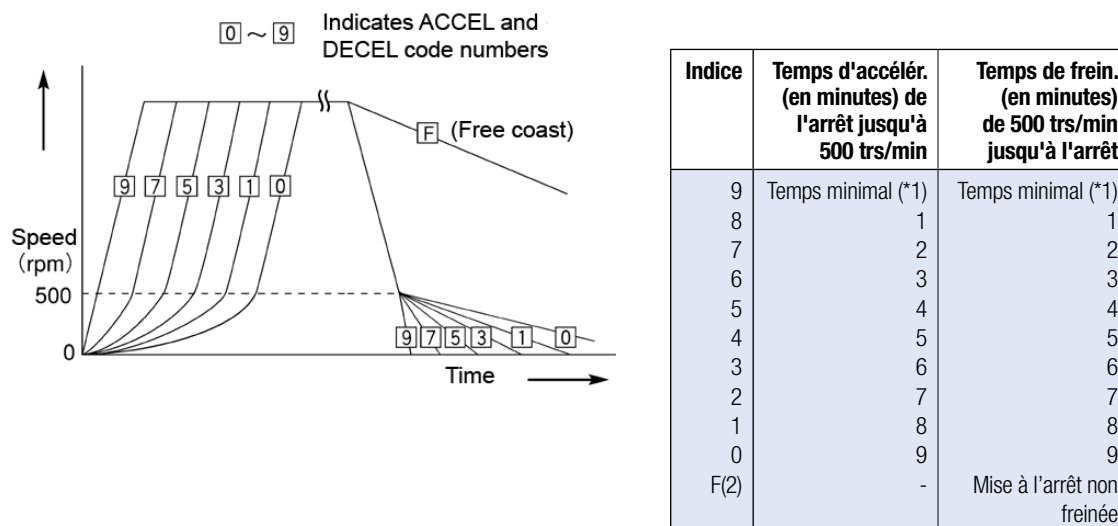 0 ~ 9 Indicates ACCEL and
DECEL code numbers
F (Free coast)
9 7 5 3 1 0
Speed
(rpm)
500
0
9 7 5 3 1 0
Time
Indice Temps d'accélér. (en minutes) de l'arrêt jusqu'à 500 trs/min Temps de frein. (en minutes) de 500 trs/min jusqu'à l'arrêt
9 Temps minimal (*1) Temps minimal (*1)
8 1 1
7 2 2
6 3 3
5 4 4
4 5 5
3 6 6
2 7 7
1 8 8
0 9 9
F(2) - Mise à l’arrêt non
freinée